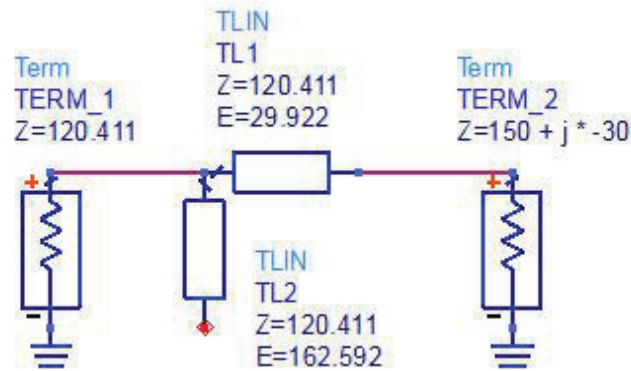 TLIN
TL1
Z=120.411
E=29.922
Term
TERM_1
Z=120.411
Term
TERM_2
Z=150 + j * -30
+
+
-
-
TLIN
TL2
Z=120.411
E=162.592